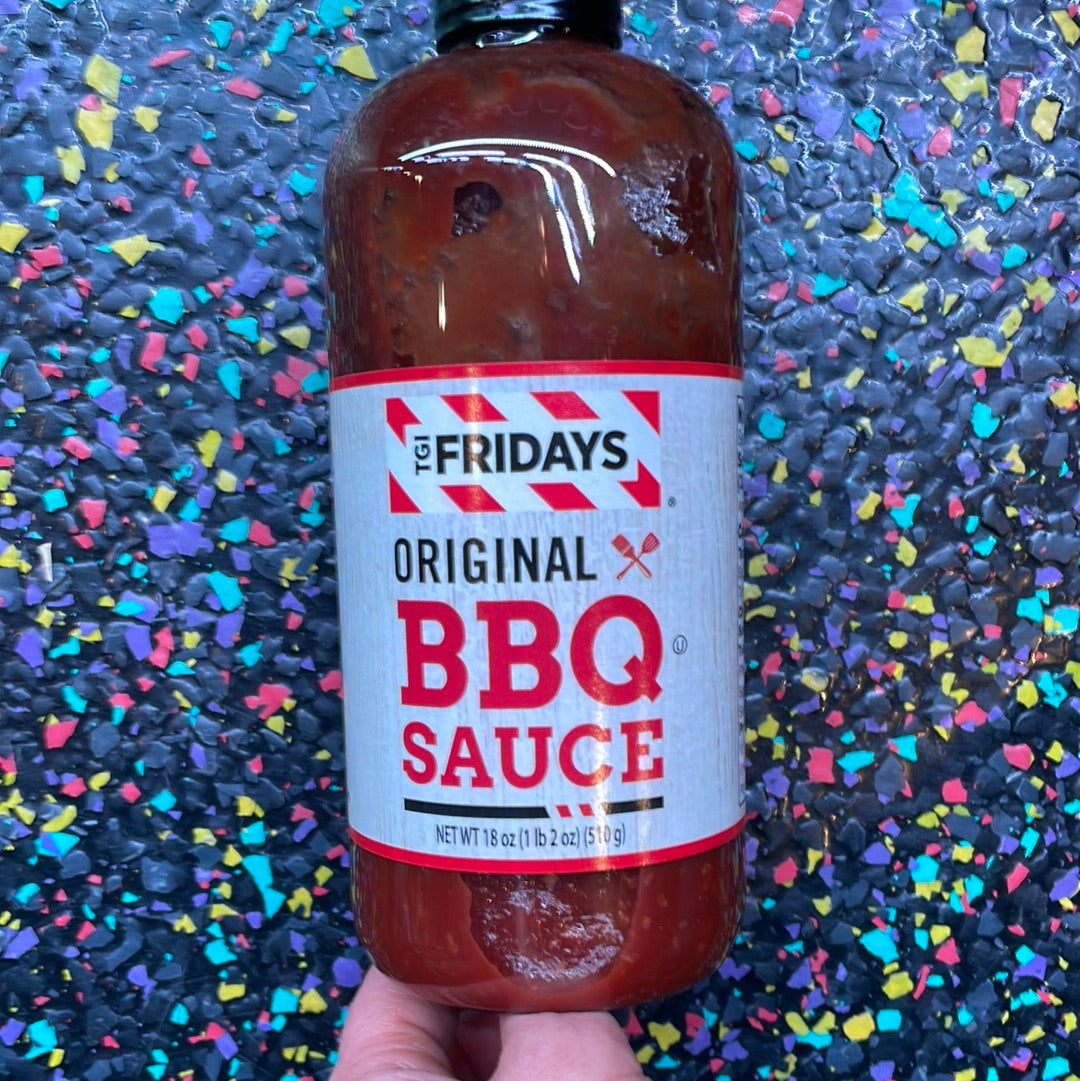 TGI FRIDAYS
®
ORIGINAL
BBQ
SAUCE
NET WT 18 oz (1 lb 2 oz) (510 g)